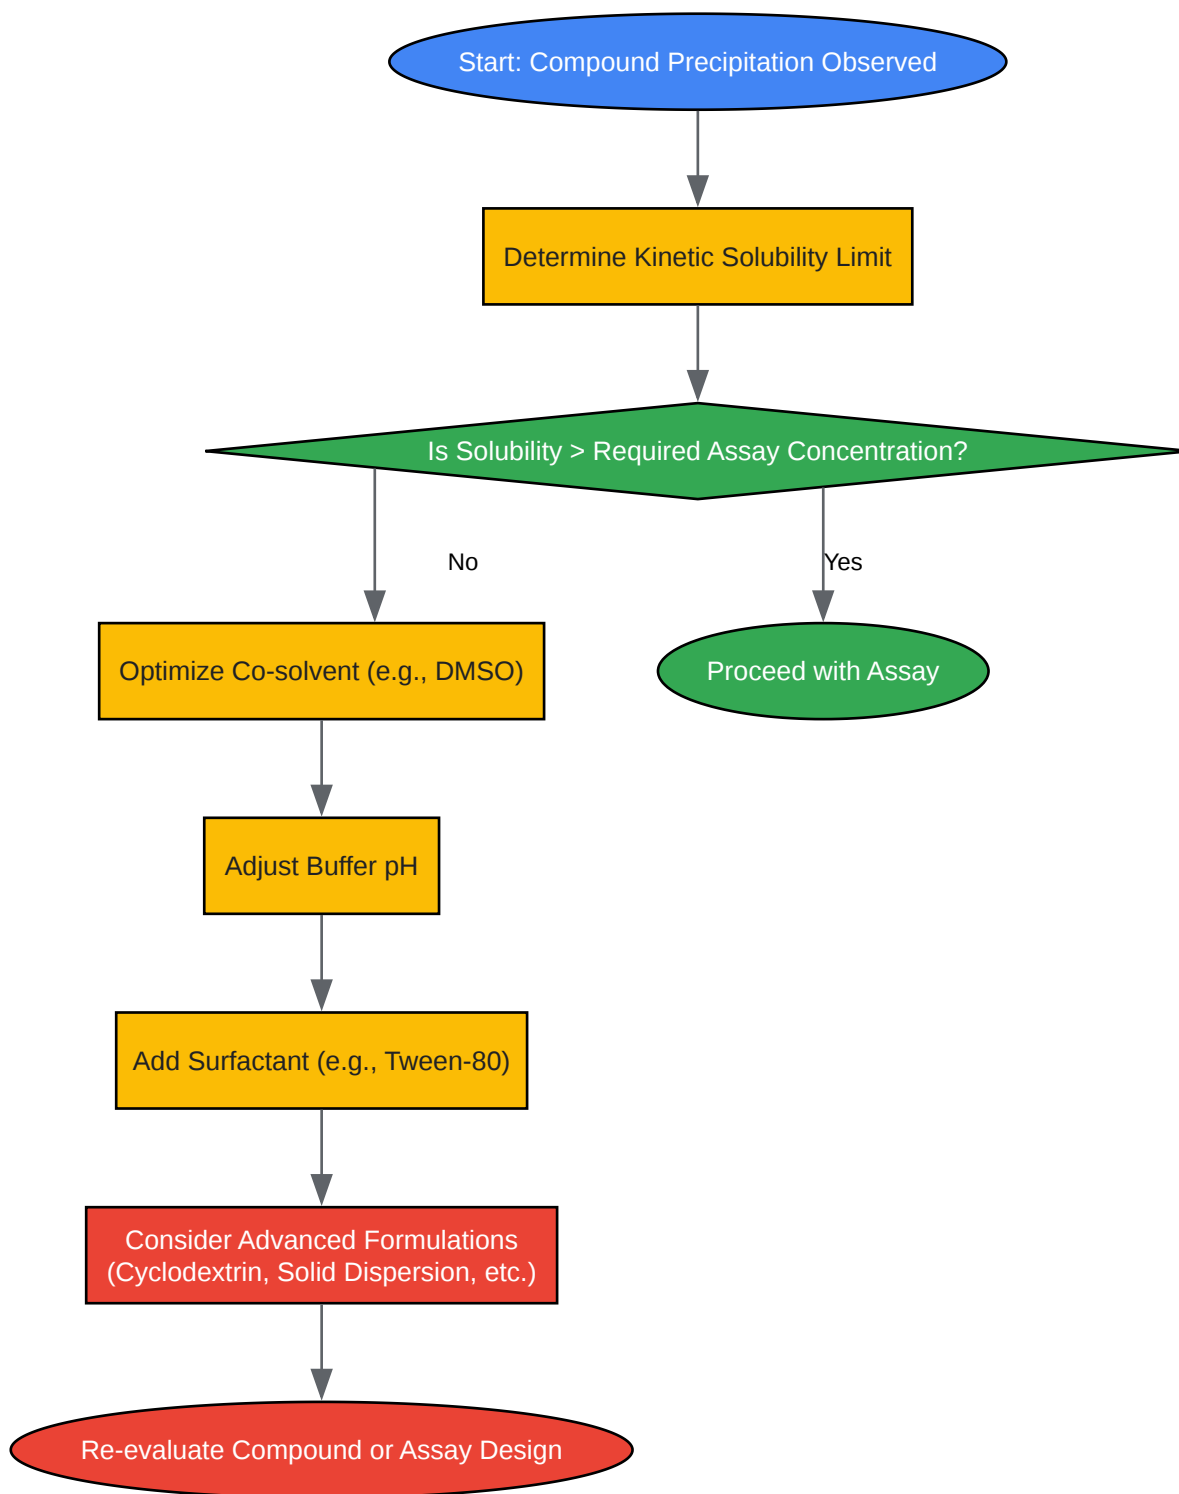 Start: Compound Precipitation Observed
Determine Kinetic Solubility Limit
Is Solubility > Required Assay Concentration?
No
Yes
Optimize Co-solvent (e.g., DMSO)
Proceed with Assay
Adjust Buffer pH
Add Surfactant (e.g., Tween-80)
Consider Advanced Formulations
(Cyclodextrin, Solid Dispersion, etc.)
Re-evaluate Compound or Assay Design